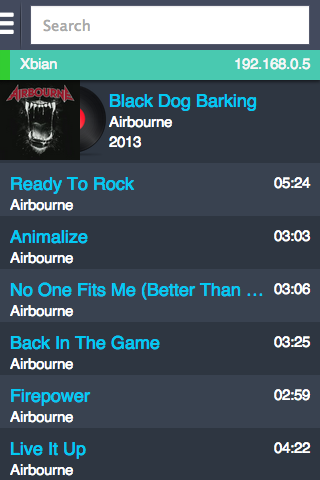 Search
Xbian 192.168.0.5
AIRBOURNE
Black Dog Barking
Airbourne
2013
Ready To Rock 05:24
Airbourne
Animalize 03:03
Airbourne
No One Fits Me (Better Than … 03:06
Airbourne
Back In The Game 03:25
Airbourne
Firepower 02:59
Airbourne
Live It Up 04:22
Airbourne